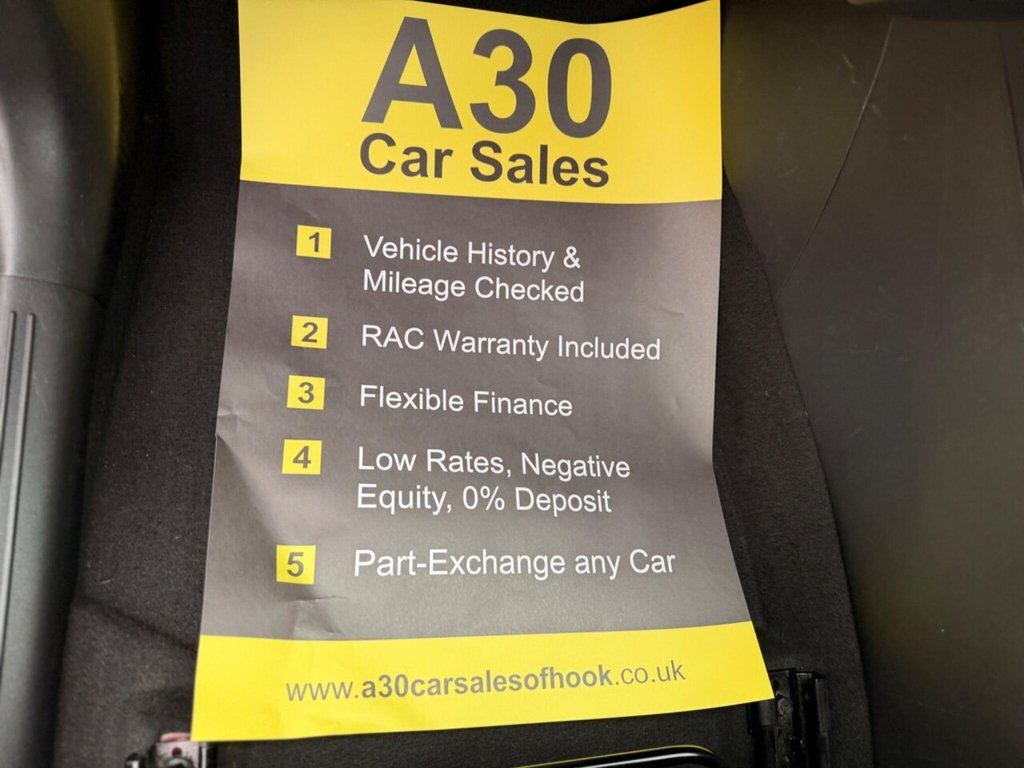 A30
Car Sales
1 Vehicle History &
Mileage Checked
2 RAC Warranty Included
3 Flexible Finance
4 Low Rates, Negative
Equity, 0% Deposit
5 Part-Exchange any Car
www.a30carsalesofhook.co.uk